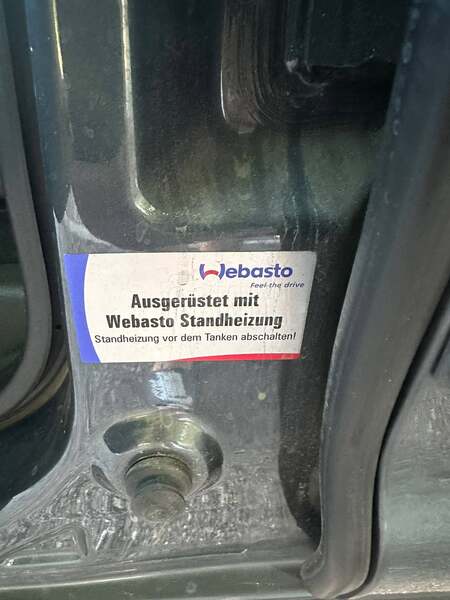 Webasto
Feel the drive
Ausgerüstet mit
Webasto Standheizung
Standheizung vor dem Tanken abschalten!